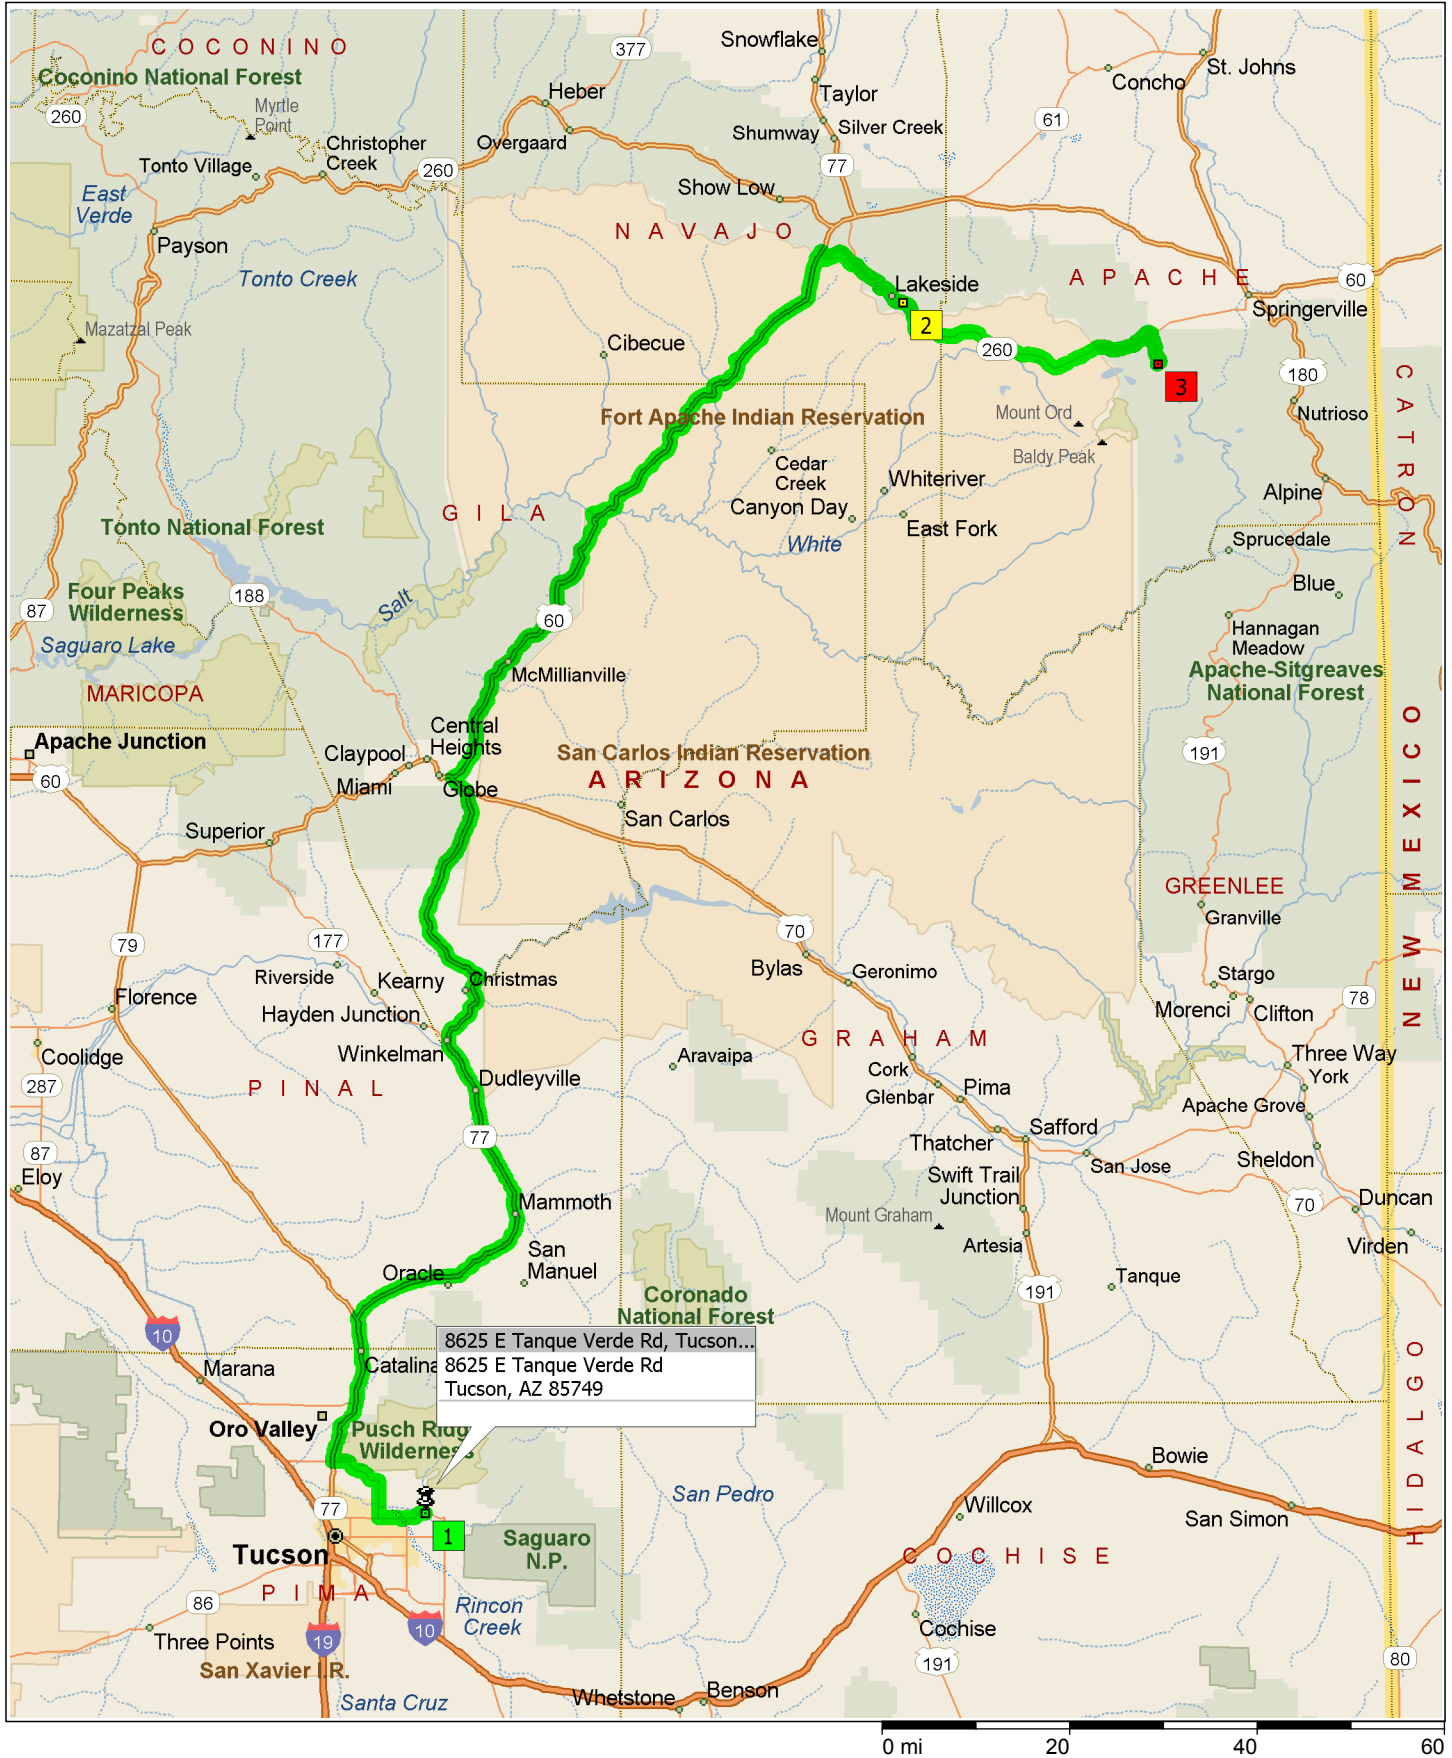 COCONINO
377
Snowflake
St. Johns
Coconino National Forest
Concho
Heber
Taylor
260
Myrtle
Point
61
Shumway
Silver Creek
Christopher
Creek
Overgaard
Tonto Village
260
77
Show Low
East
Verde
NAVAJO
Payson
Tonto Creek
APACHE
60
Lakeside
Springerville
Mazatzal Peak
2
Cibecue
260
180
CATRON
3
Nutrioso
Mount Ord
Fort Apache Indian Reservation
Baldy Peak
Cedar
Creek
Whiteriver
Alpine
Canyon Day
GILA
Tonto National Forest
East Fork
White
Sprucedale
Four Peaks
Wilderness
188
Blue
87
Salt
60
Saguaro Lake
Hannagan
Meadow
McMillianville
Apache-Sitgreaves
National Forest
MARICOPA
NEW MEXICO
Central
Heights
Apache Junction
Claypool
San Carlos Indian Reservation
191
60
Miami
Globe
ARIZONA
San Carlos
Superior
GREENLEE
Granville
79
177
70
Bylas
Geronimo
Riverside
Kearny
Christmas
Stargo
Florence
Morenci
Clifton
78
Hayden Junction
GRAHAM
Coolidge
Winkelman
Aravaipa
Three Way
Cork
York
287
PINAL
Dudleyville
Glenbar
Pima
Apache Grove
77
Thatcher
Safford
87
Eloy
San Jose
Sheldon
Swift Trail
Junction
Mammoth
70
Duncan
Mount Graham
Artesia
Virden
San
Manuel
Oracle
Tanque
191
Coronado
National Forest
10
8625 E Tanque Verde Rd, Tucson...
8625 E Tanque Verde Rd
Tucson, AZ 85749
Marana
Catalina
HIDALGO
Oro Valley
Pusch Ridg
Wilderness
Bowie
San Pedro
Willcox
San Simon
77
1
Tucson
Saguaro
N.P.
COCHISE
PIMA
86
Rincon
Creek
10
19
Three Points
Cochise
San Xavier I.R.
191
80
Santa Cruz
Whetstone
Benson
0 mi 20 40 60